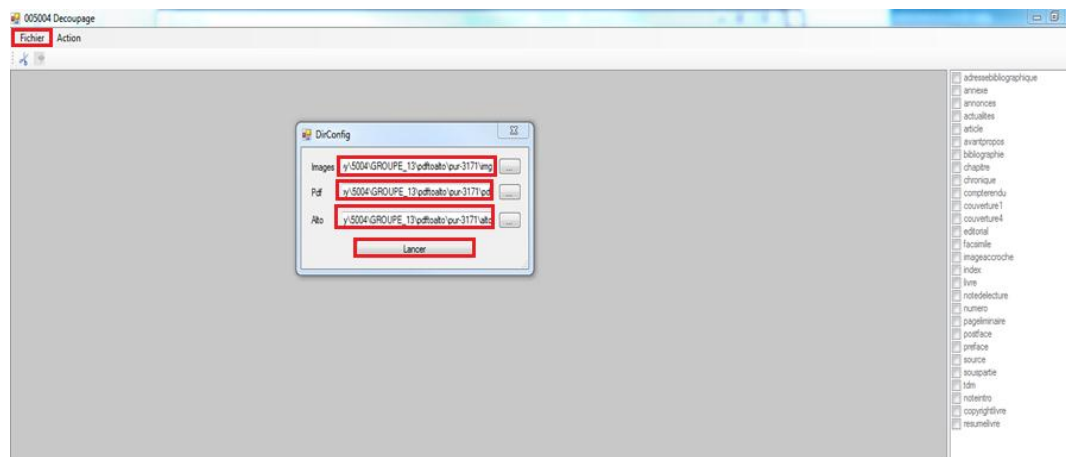 005004 Decoupage
Fichier Action
DirConfig
Images y\5004\GROUPE_13\pdftoalto\pur-3171\img ...
Pdf y\5004\GROUPE_13\pdftoalto\pur-3171\pd ...
Alto y\5004\GROUPE_13\pdftoalto\pur-3171\alto ...
Lancer
adressebibliographique
annexe
annonces
actualites
article
avantpropos
bibliographie
chapitre
chronique
compterendu
couverture1
couverture4
editorial
facsimile
imageaccroche
index
livre
notedelecture
numero
pageliminaire
postface
preface
source
souspartie
tdm
noteintro
copyrightlivre
resumelivre